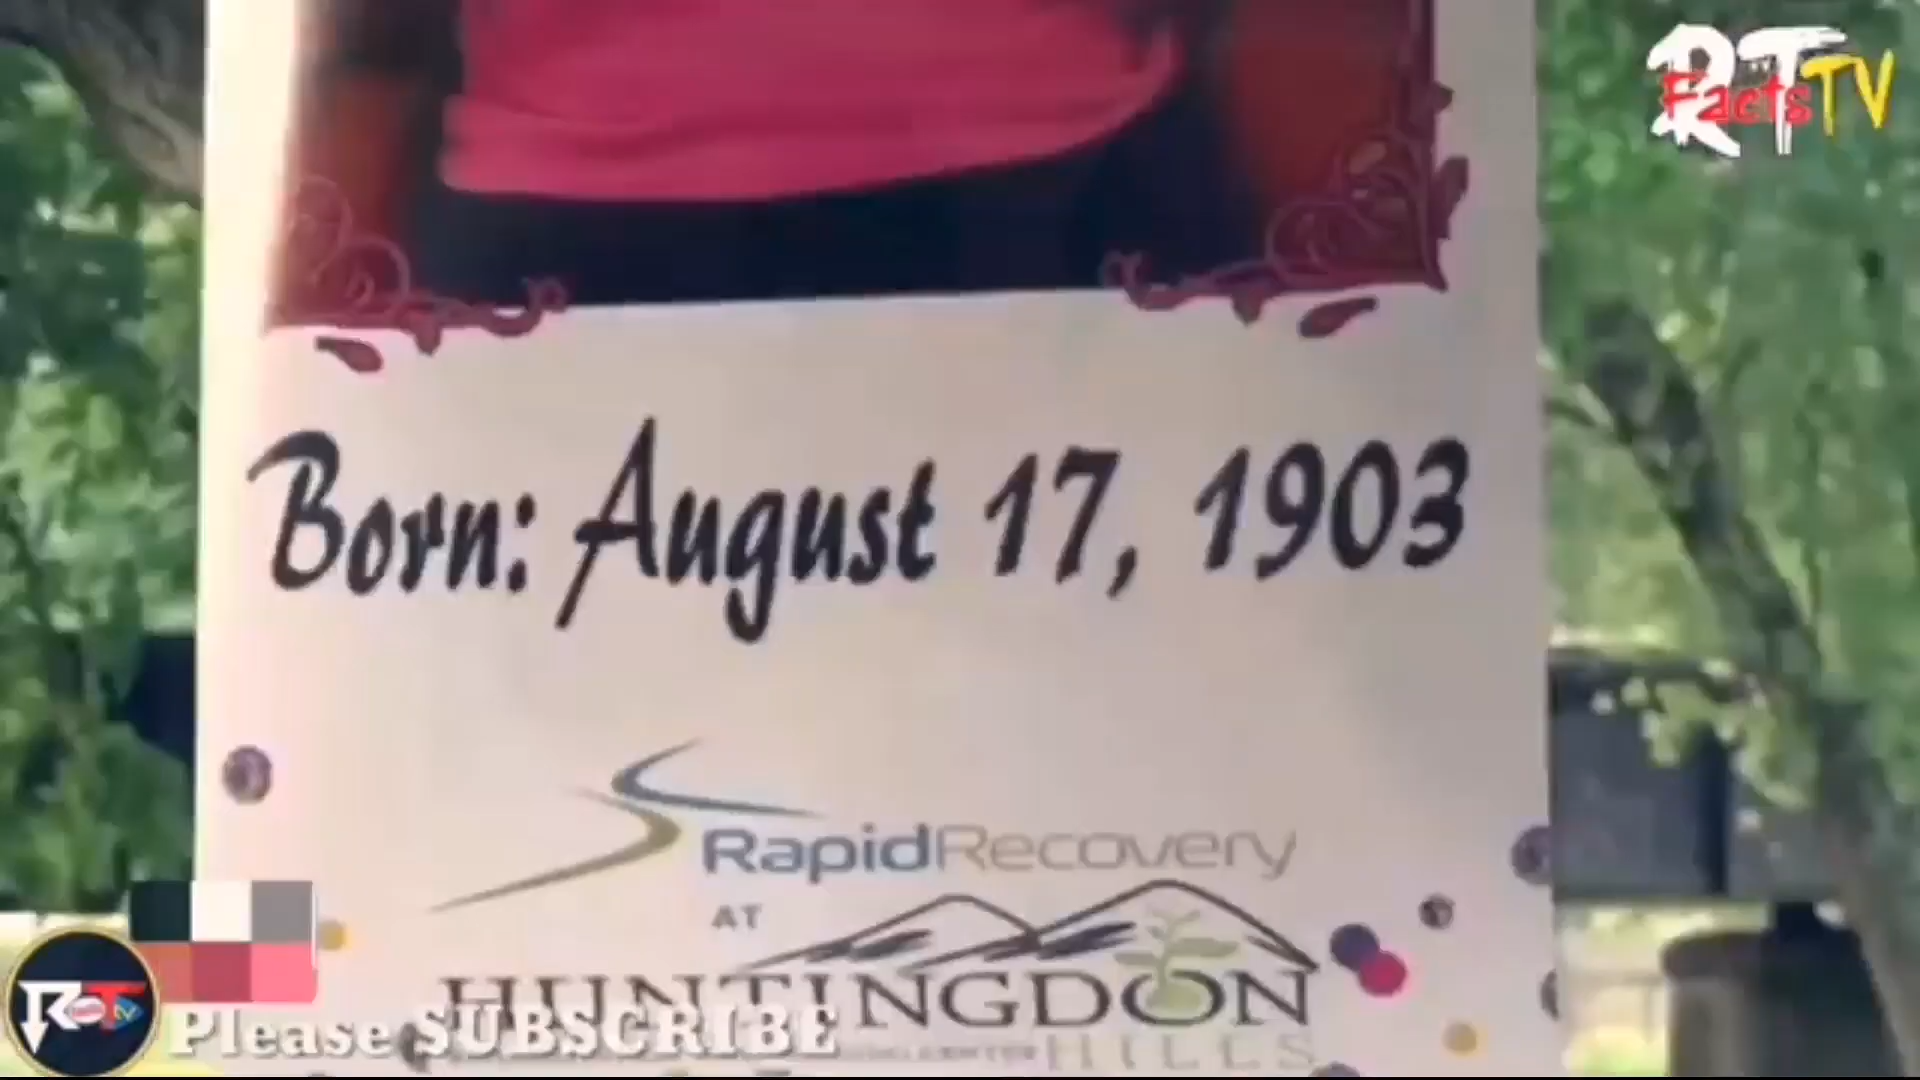 RT
Facts TV
Born: August 17, 1903
RapidRecovery
AT
HUNTINGDON
HILLS
Please SUBSCRIBE